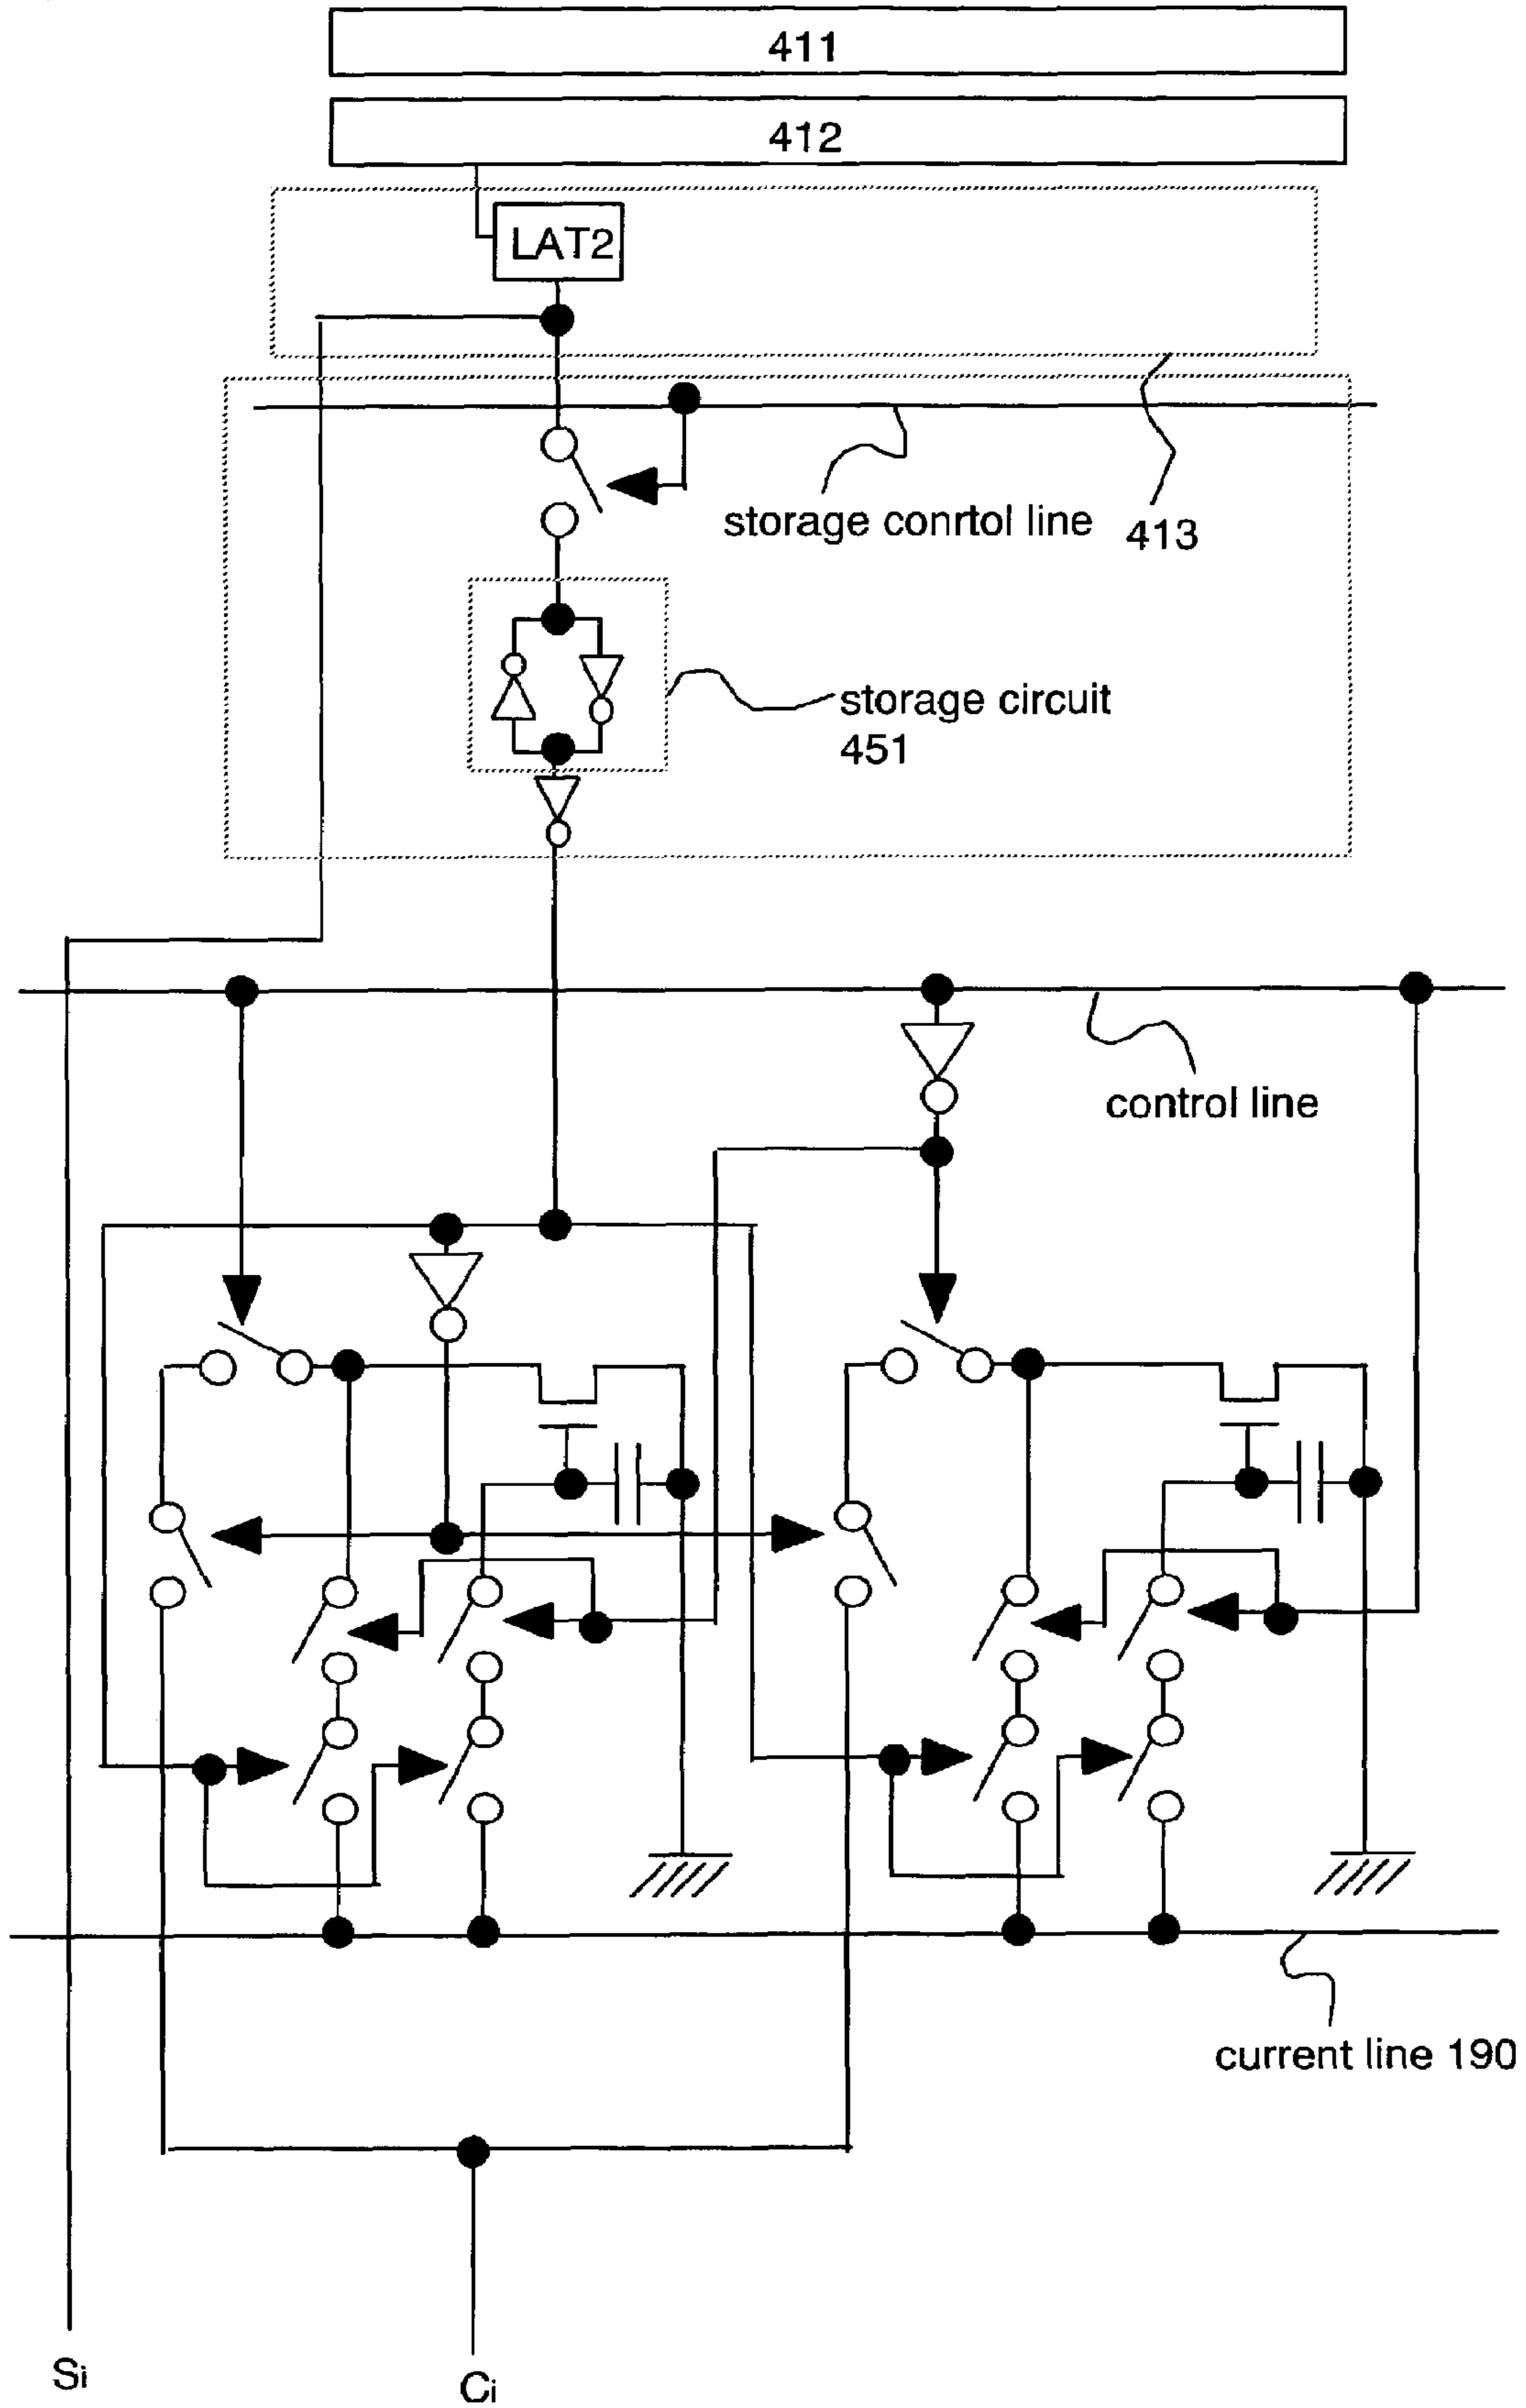 411
412
LAT2
storage conrtol line
413
storage circuit
451
control line
current line 190
Si
Ci